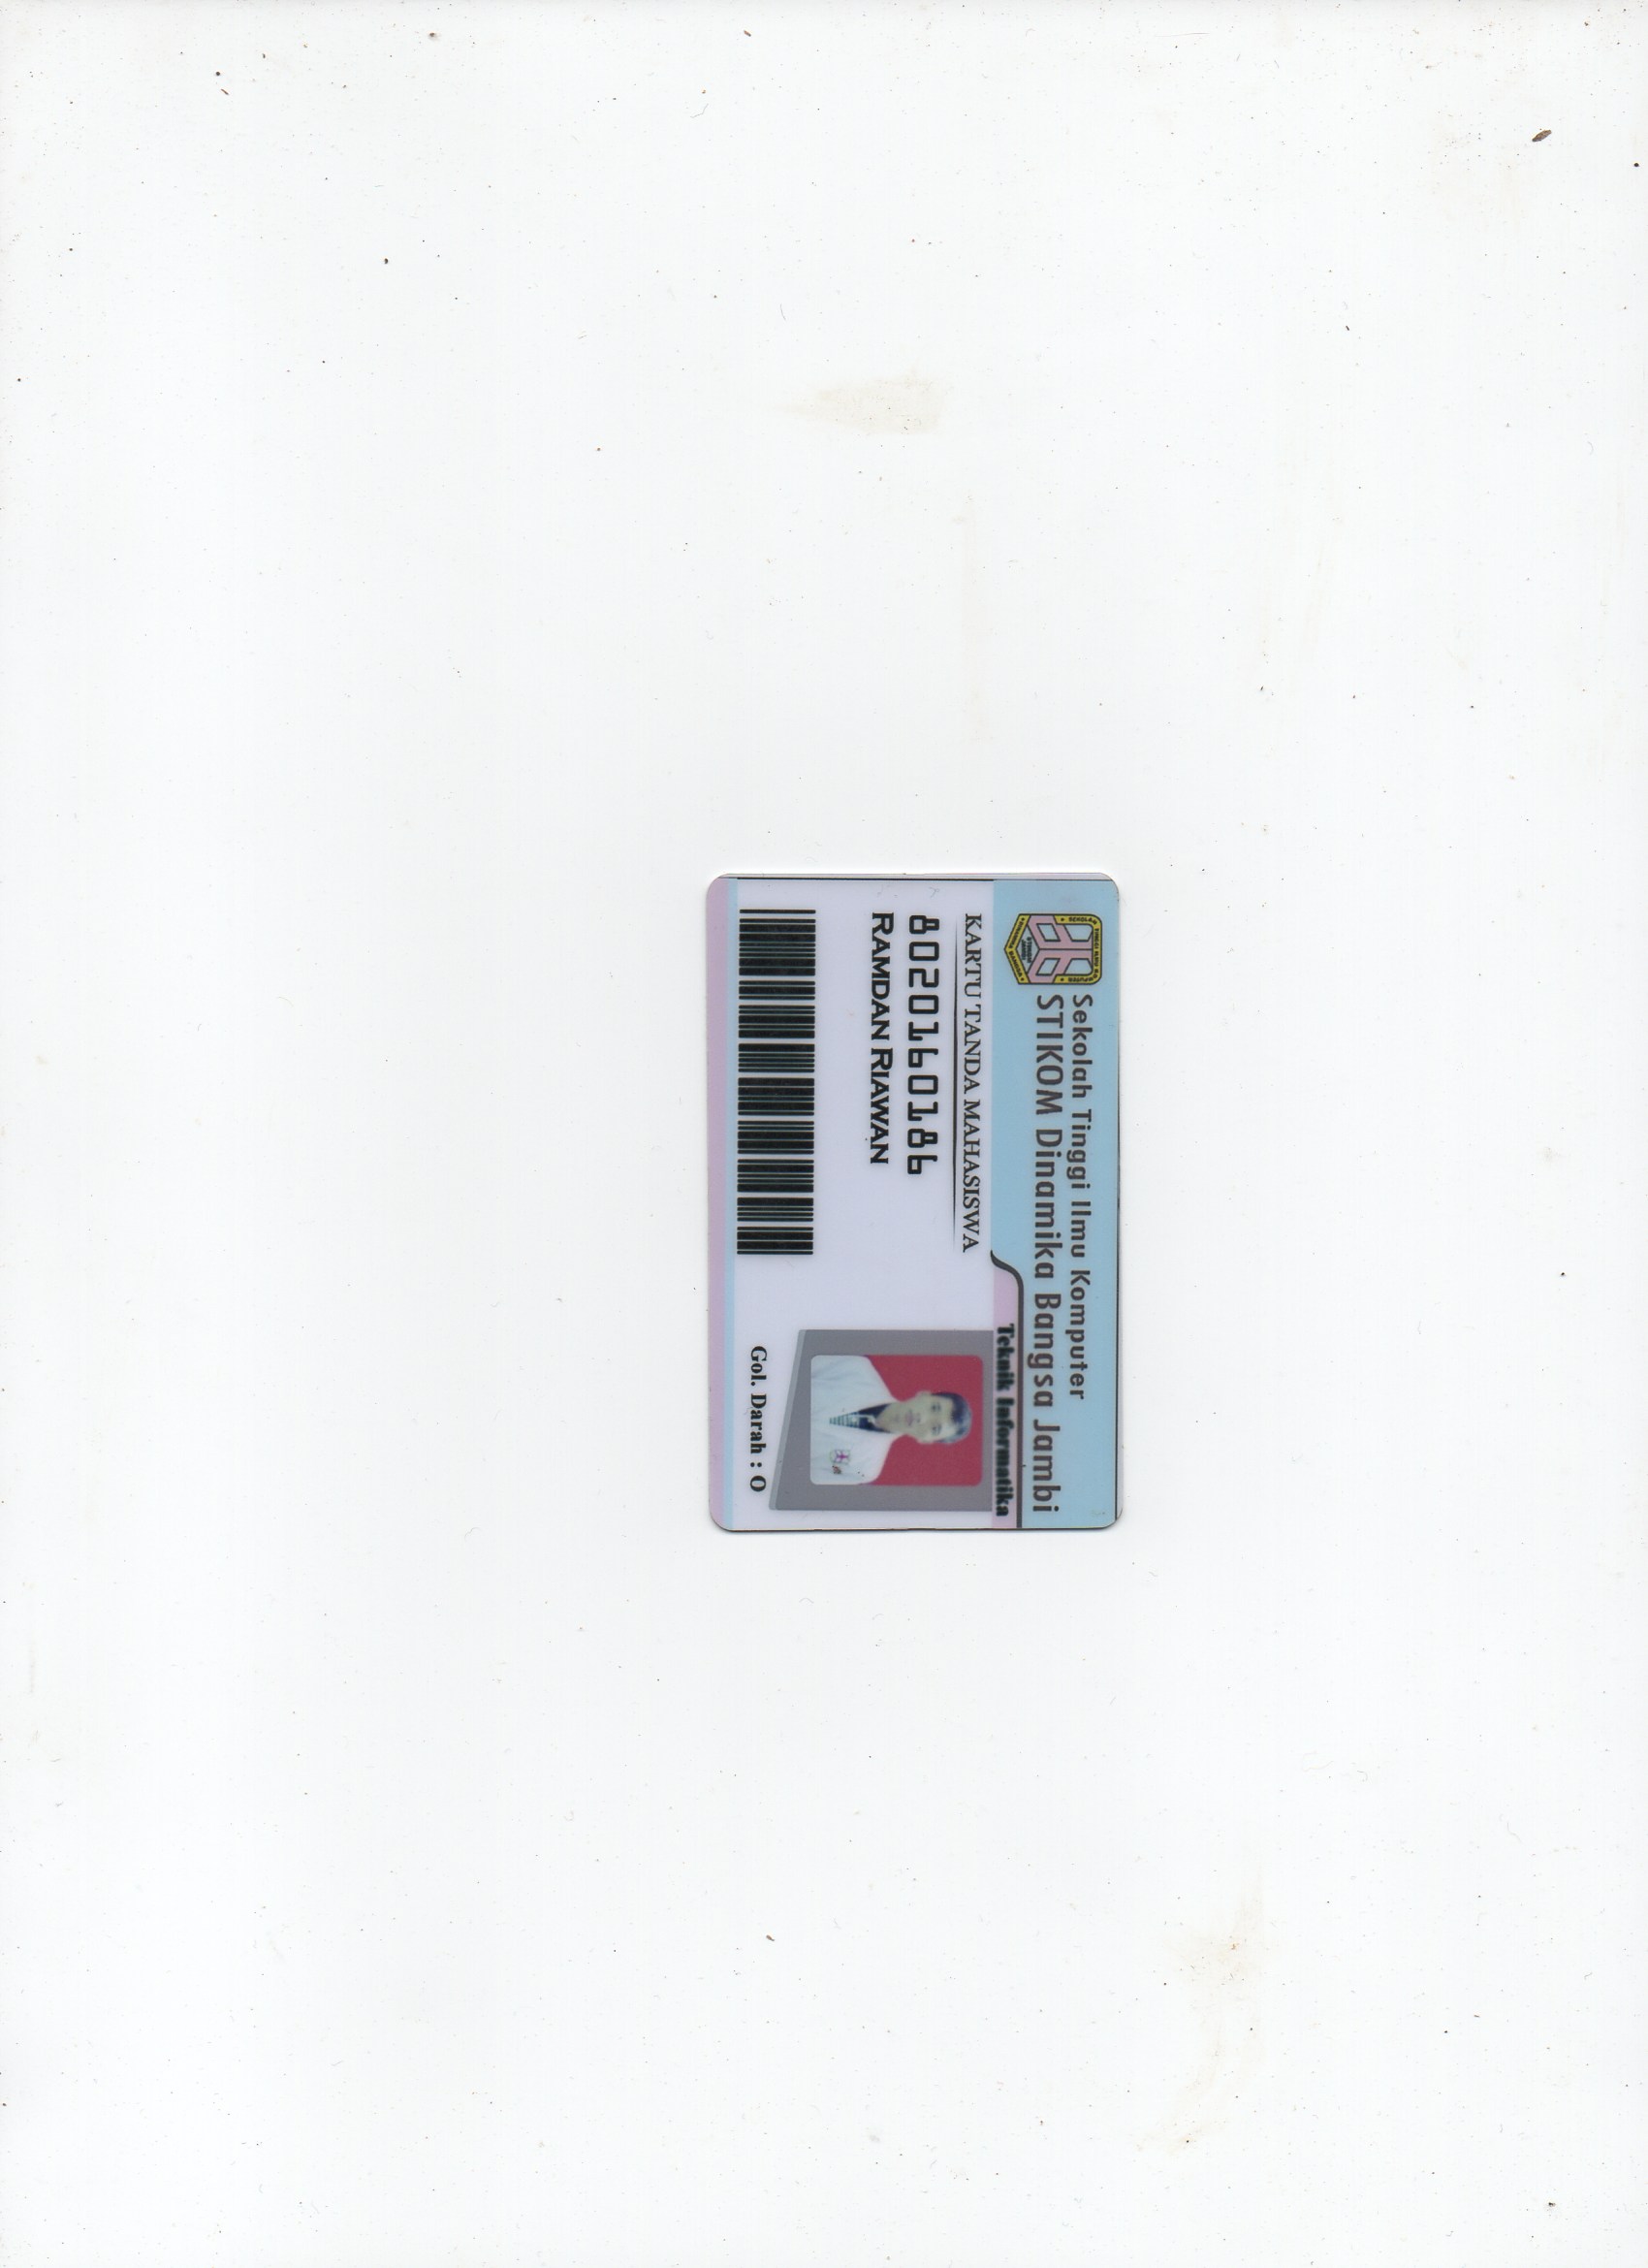 Sekolah Tinggi Ilmu Komputer
STIKOM Dinamika Bangsa Jambi
Teknik Informatika
KARTU TANDA MAHASISWA
8020160186
RAMDAN RIAWAN
Gol. Darah : O